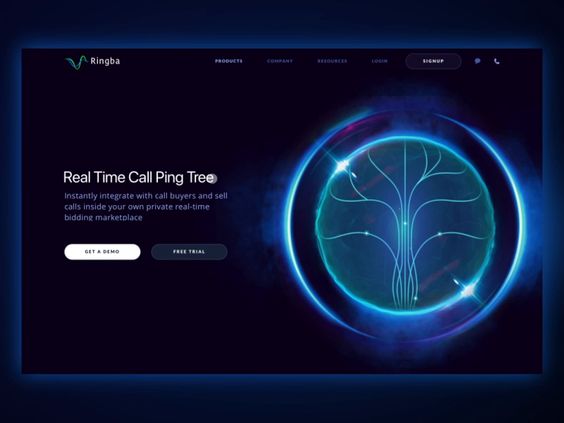 Ringba
PRODUCTS
COMPANY
RESOURCES
LOGIN
SIGNUP
Real Time Call Ping Tree
Instantly integrate with call buyers and sell
calls inside your own private real-time
bidding marketplace
GET A DEMO
FREE TRIAL